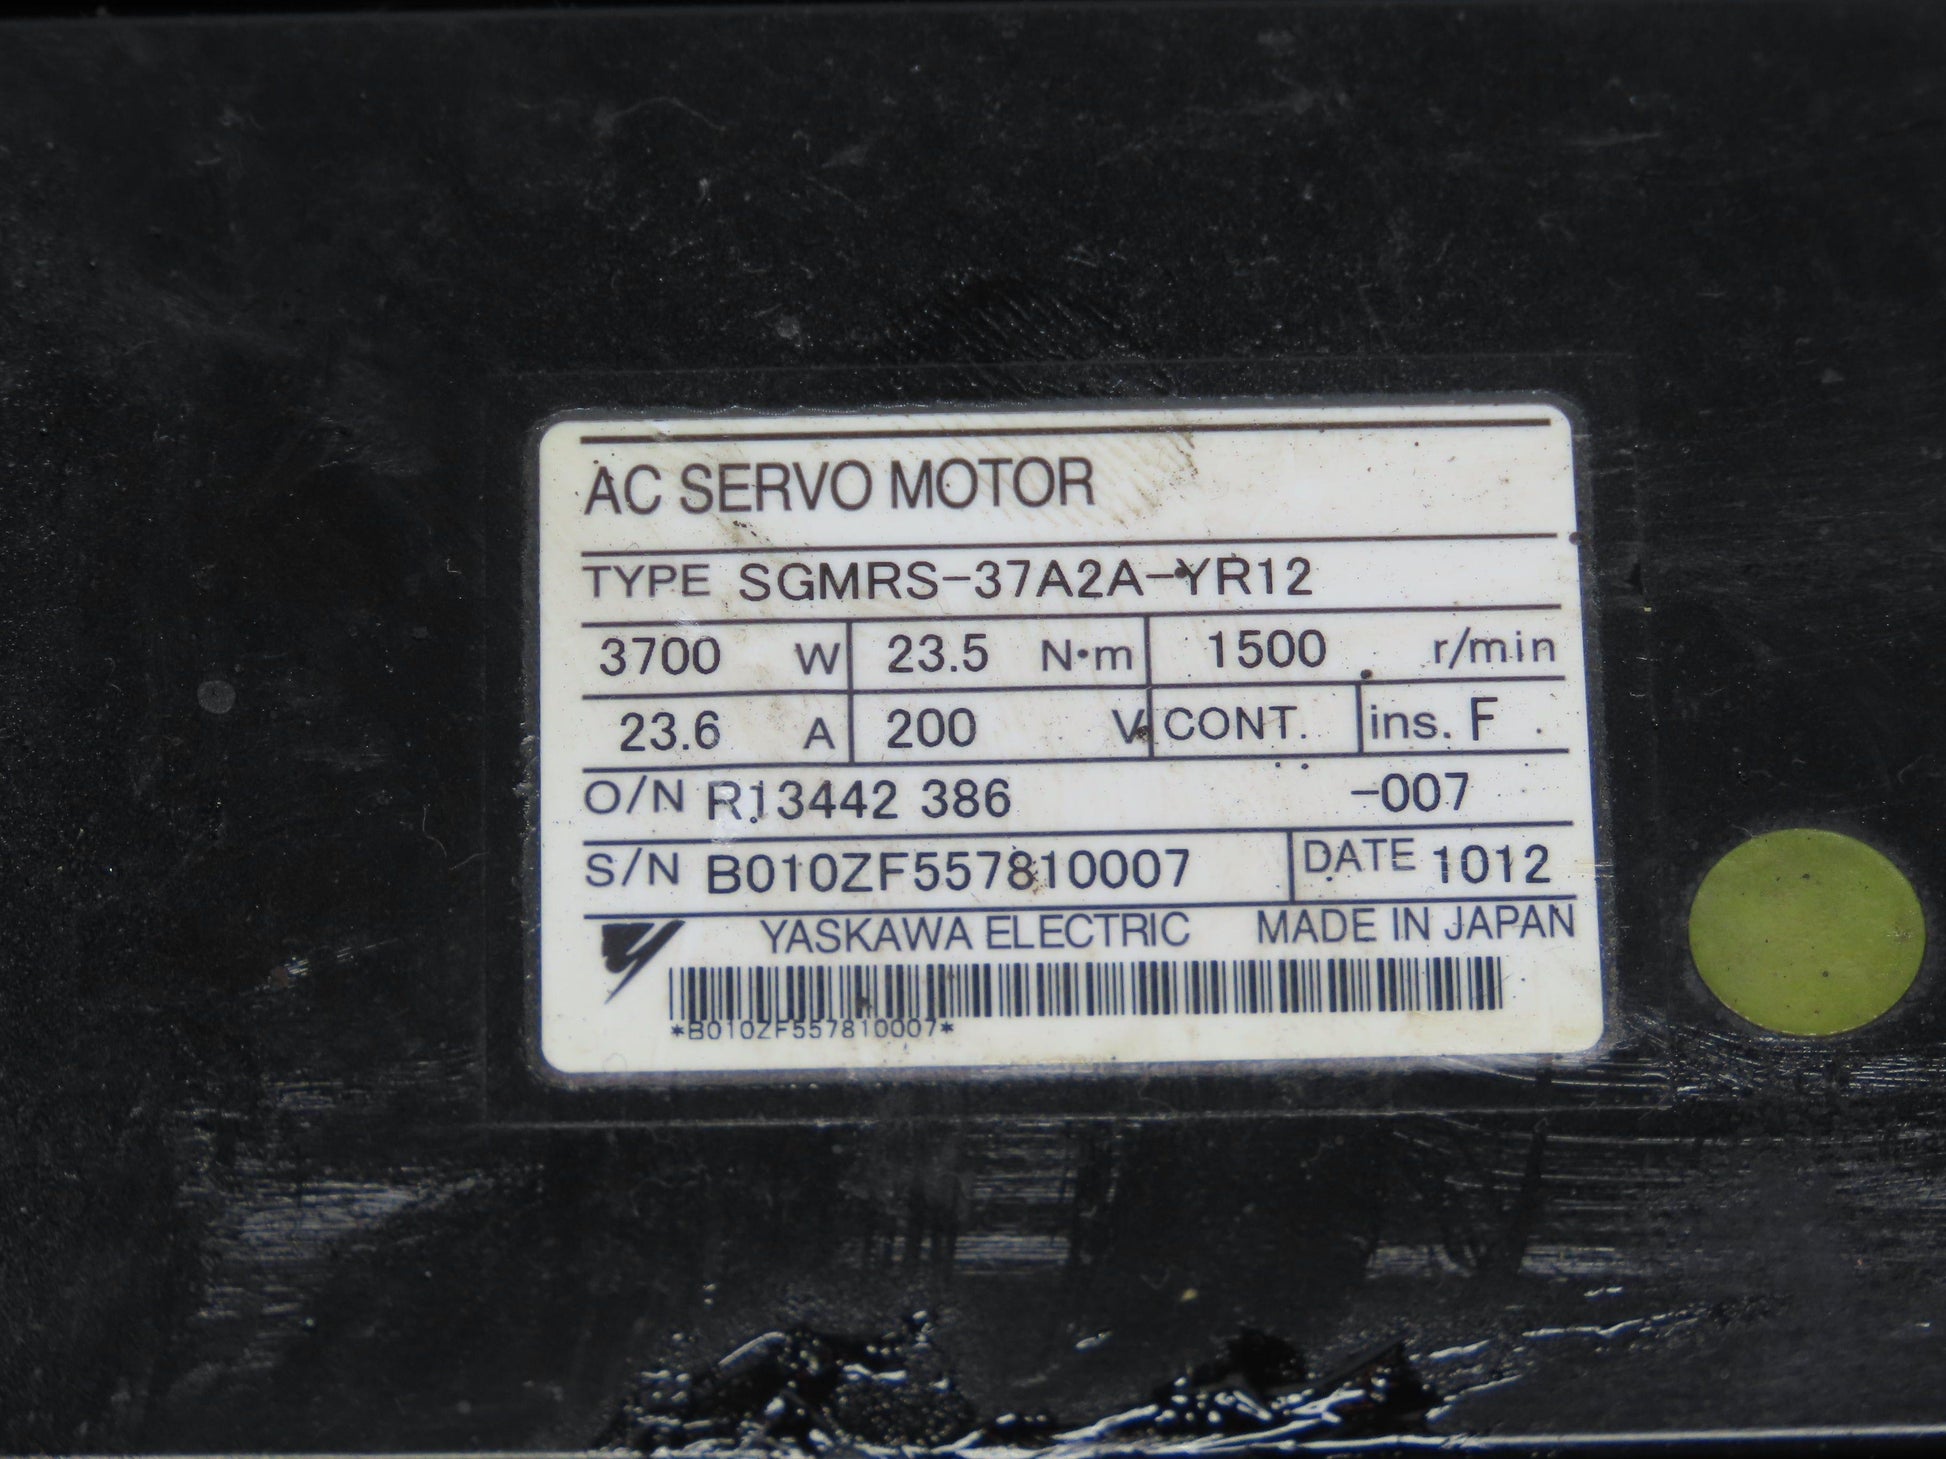 AC SERVO MOTOR
TYPE SGMRS-37A2A-YR12
3700 W 23.5 N·m 1500 r/min
23.6 A 200 V CONT. ins. F
O/N R13442 386 -007
S/N B010ZF557810007 DATE 1012
YASKAWA ELECTRIC MADE IN JAPAN
*B010ZF557810007*